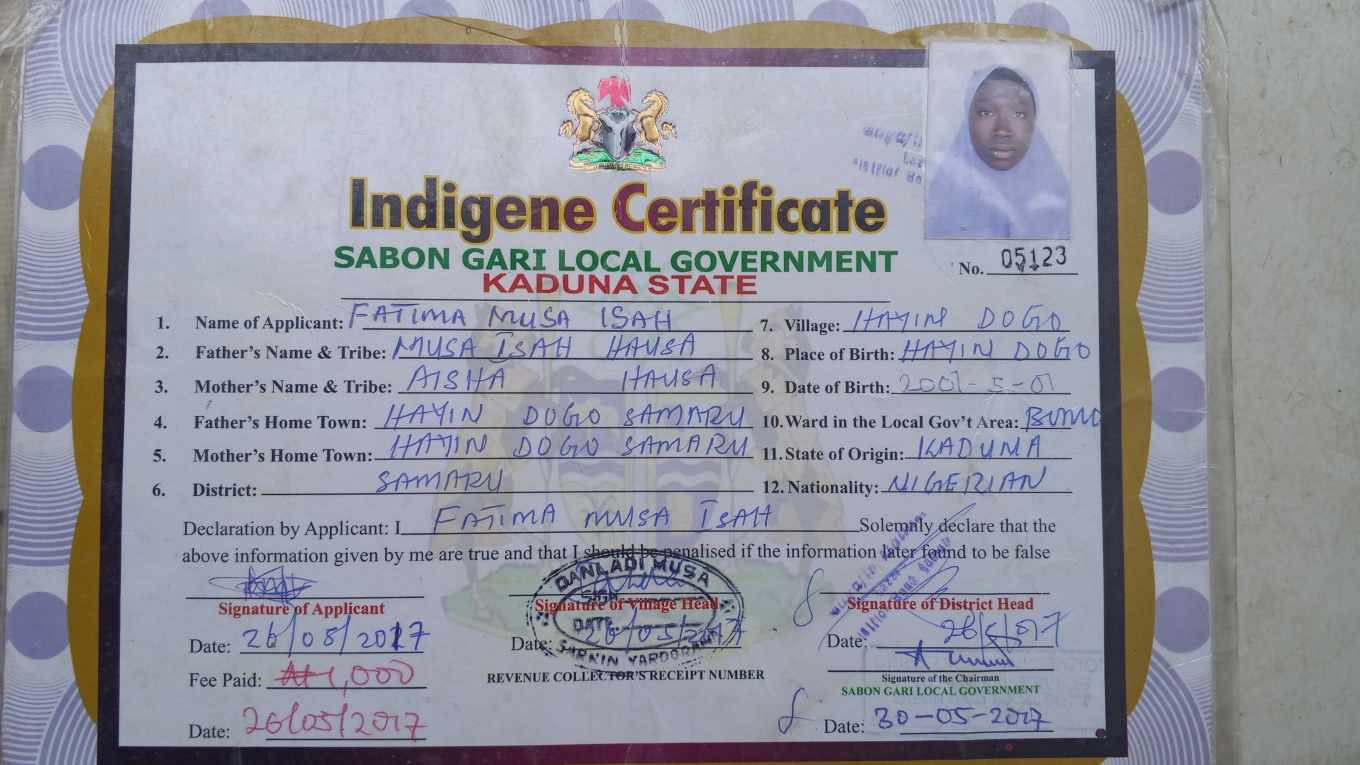 Indigene Certificate
SABON GARI LOCAL GOVERNMENT
KADUNA STATE
No. 05123
1. Name of Applicant: FATIMA MUSA ISAH
2. Father's Name & Tribe: MUSA ISAH HAUSA
3. Mother's Name & Tribe: AISHA HAUSA
4. Father's Home Town: HAYIN DOGO SAMARU
5. Mother's Home Town: HAYIN DOGO SAMARU
6. District: SAMARU
7. Village: HAYIN DOGO
8. Place of Birth: HAYIN DOGO
9. Date of Birth: 2001-5-01
10. Ward in the Local Gov't Area:
11. State of Origin: KADUNA
12. Nationality: NIGERIAN
Declaration by Applicant: I FATIMA MUSA ISAH Solemnly declare that the
above information given by me are true and that I should be penalised if the information later found to be false
Signature of Applicant
Date: 26/08/2017
Fee Paid: ₦1,000
Date: 26/05/2017
DANLADI MUSA
SIGN
Signature of Village Head
DATE
Date: 26/05/2017
SARKIN YARDORAWA
REVENUE COLLECTOR'S RECEIPT NUMBER
Signature of District Head
Date: 26/5/2017
Signature of the Chairman
SABON GARI LOCAL GOVERNMENT
Date: 30-05-2017